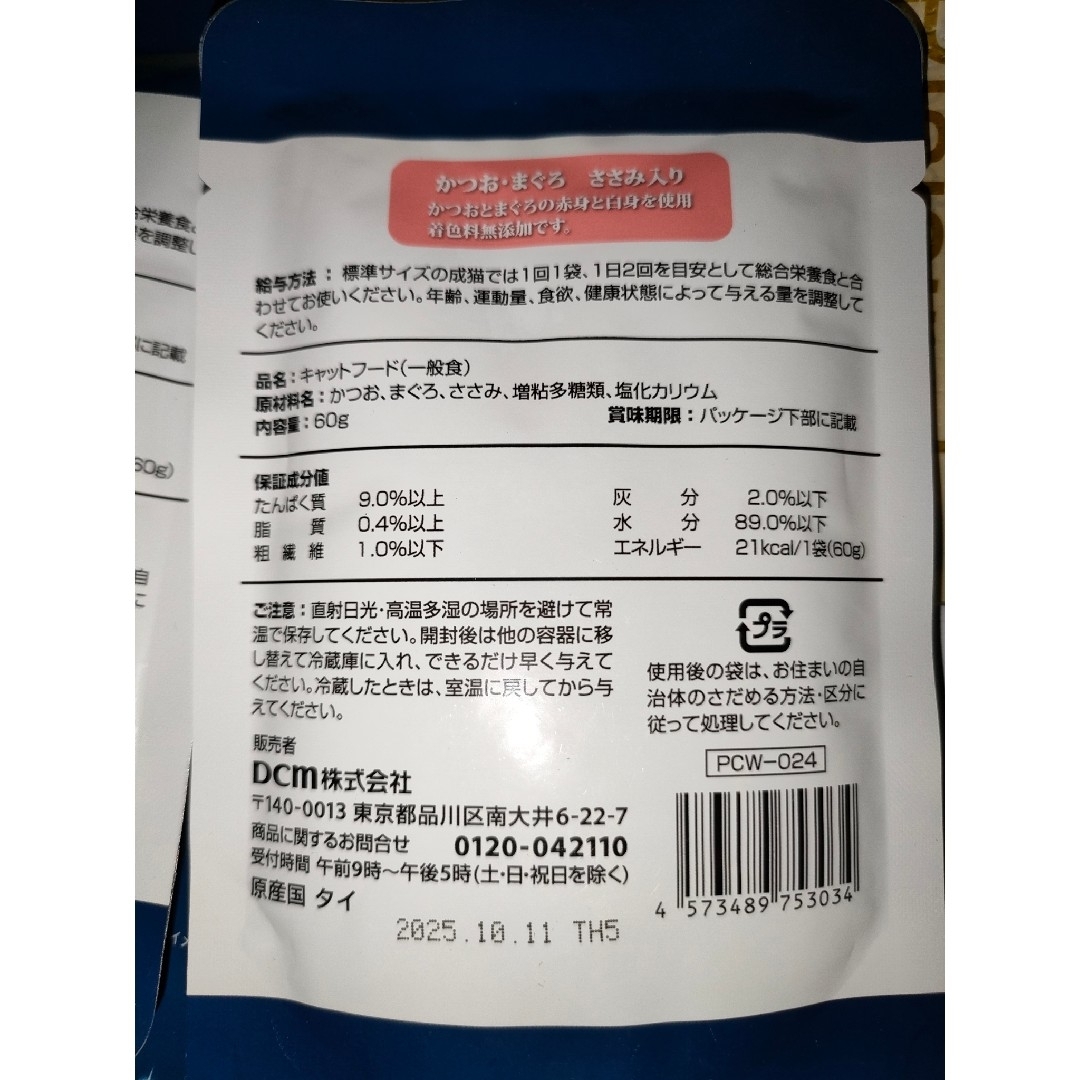 かつお・まぐろ ささみ入り
かつおとまぐろの赤身と白身を使用
着色料無添加です。
給与方法：標準サイズの成猫では1回1袋、1日2回を目安として総合栄養食と合
わせてお使いください。年齢、運動量、食欲、健康状態によって与える量を調整して
ください。
品名：キャットフード（一般食）
原材料名：かつお、まぐろ、ささみ、増粘多糖類、塩化カリウム
内容量：60g 賞味期限：パッケージ下部に記載
保証成分値
たんぱく質 9.0%以上 灰分 2.0%以下
脂質 0.4%以上 水分 89.0%以下
粗繊維 1.0%以下 エネルギー 21kcal/1袋(60g)
ご注意：直射日光・高温多湿の場所を避けて常
温で保存してください。開封後は他の容器に移
し替えて冷蔵庫に入れ、できるだけ早く与えて
ください。冷蔵したときは、室温に戻してから与
えてください。
プラ
使用後の袋は、お住まいの自
治体のさだめる方法・区分に
従って処理してください。
PCW-024
販売者
DCM株式会社
〒140-0013 東京都品川区南大井6-22-7
商品に関するお問合せ 0120-042110
受付時間 午前9時〜午後5時(土・日・祝日を除く)
原産国 タイ
4 573489 753034
2025.10.11 TH5
栄養食
を調整し
に記載
60g)